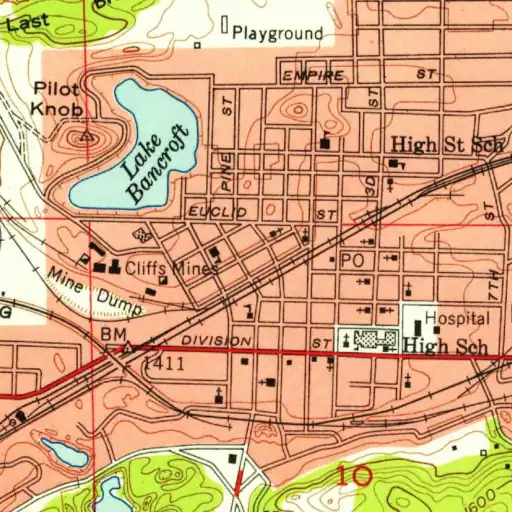 Last
Playground
Pilot
Knob
EMPIRE ST
ST
ST
Lake
Bancroft
High St Sch
PINE
3D
EUCLID ST
ST
PO
Cliffs Mines
7TH
Mine Dump
G
Hospital
BM
DIVISION ST
High Sch
1411
10
1600